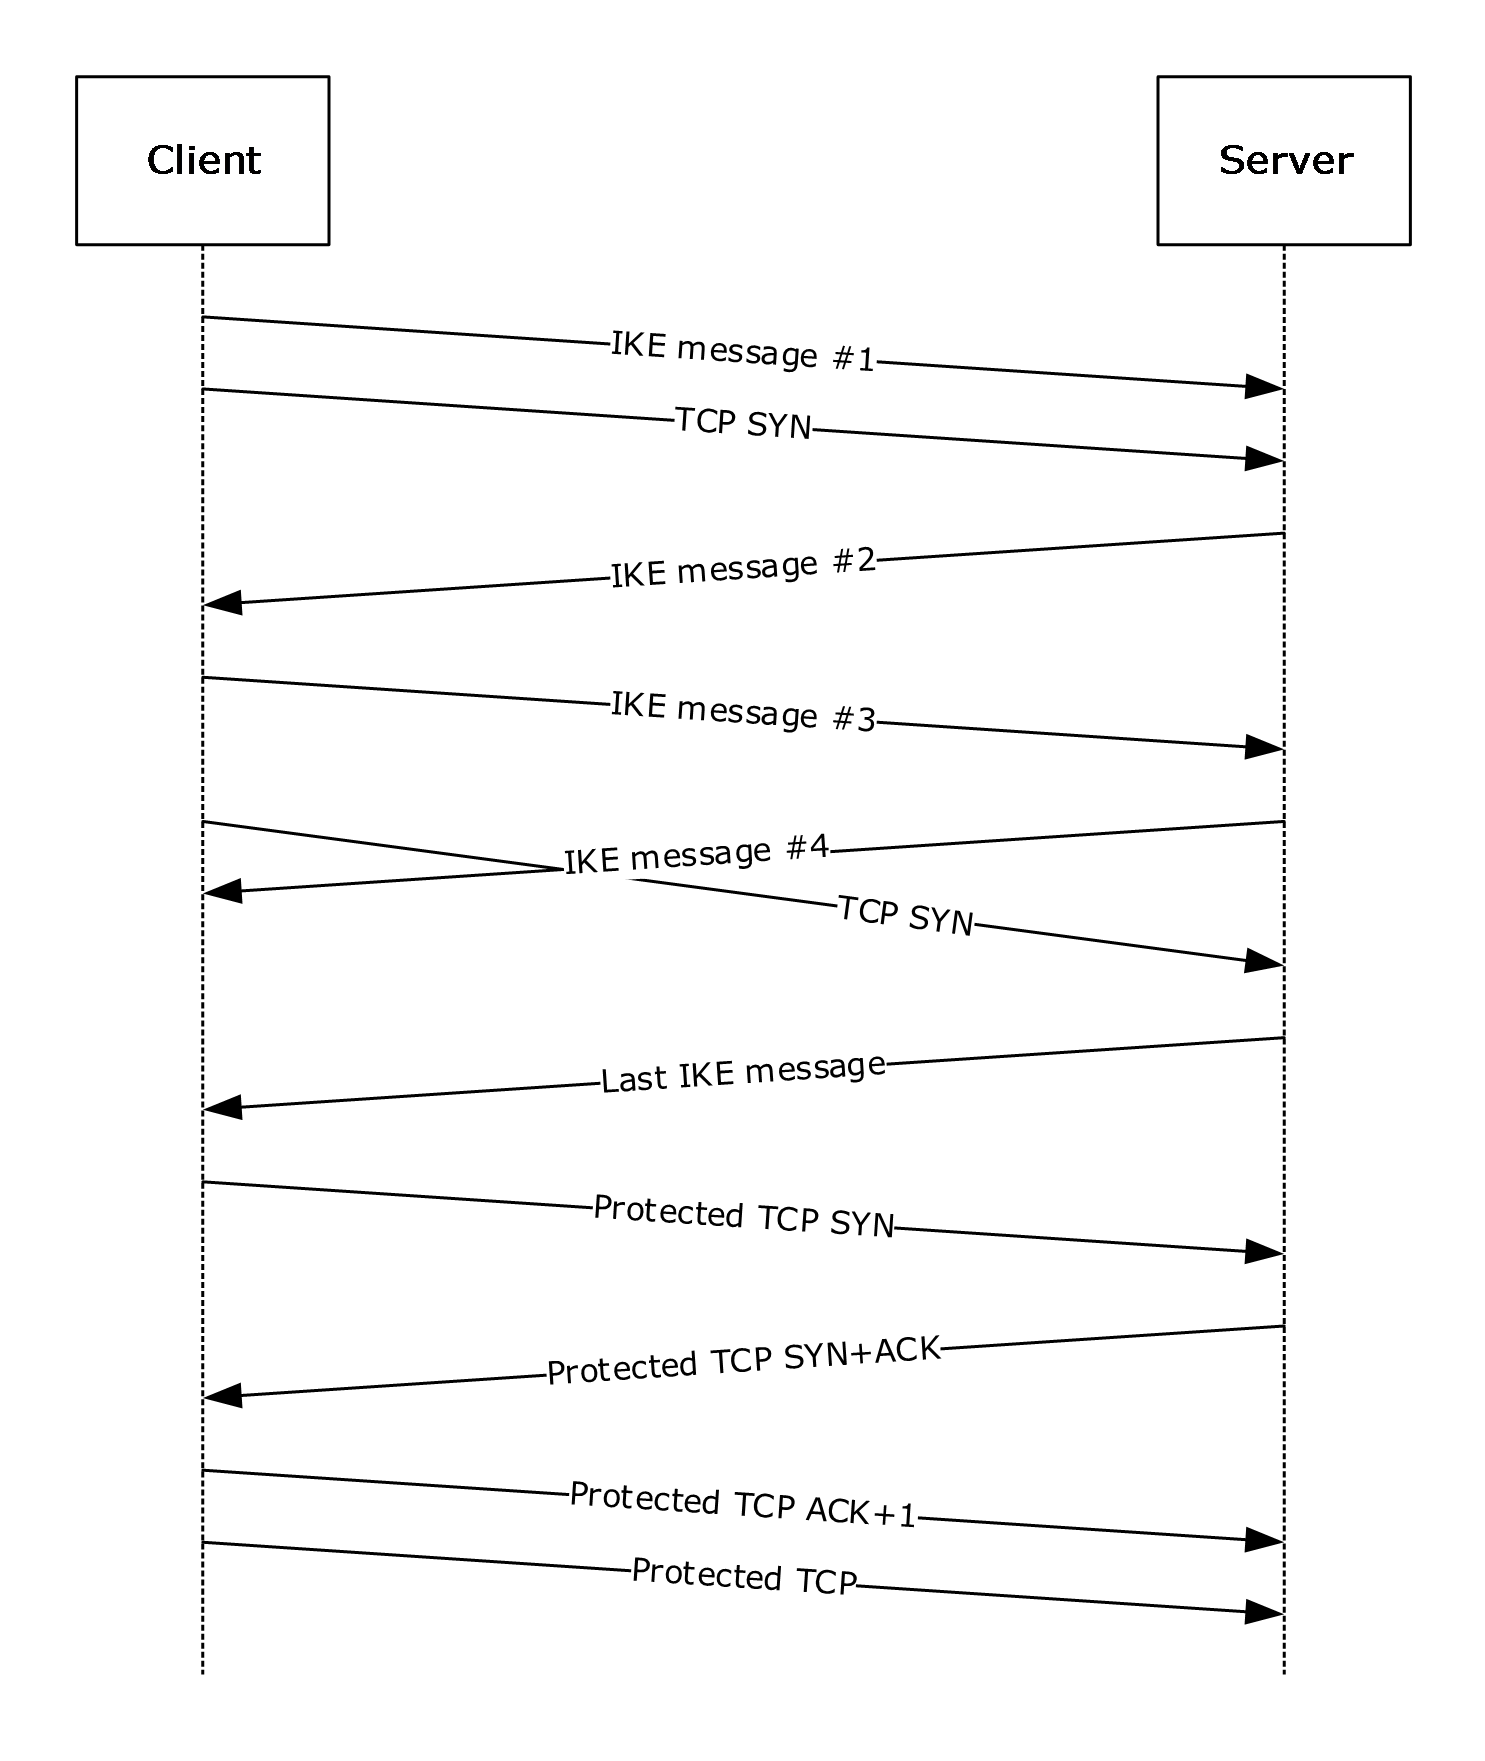 Client
Server
IKE message #1
TCP SYN
IKE message #2
IKE message #3
IKE message #4
TCP SYN
Last IKE message
Protected TCP SYN
Protected TCP SYN+ACK
Protected TCP ACK+1
Protected TCP